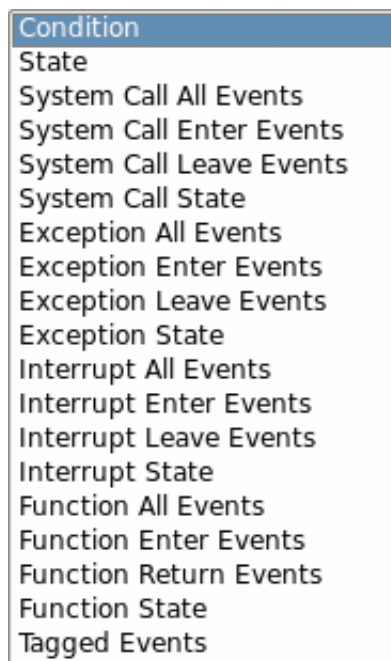 Condition
State
System Call All Events
System Call Enter Events
System Call Leave Events
System Call State
Exception All Events
Exception Enter Events
Exception Leave Events
Exception State
Interrupt All Events
Interrupt Enter Events
Interrupt Leave Events
Interrupt State
Function All Events
Function Enter Events
Function Return Events
Function State
Tagged Events